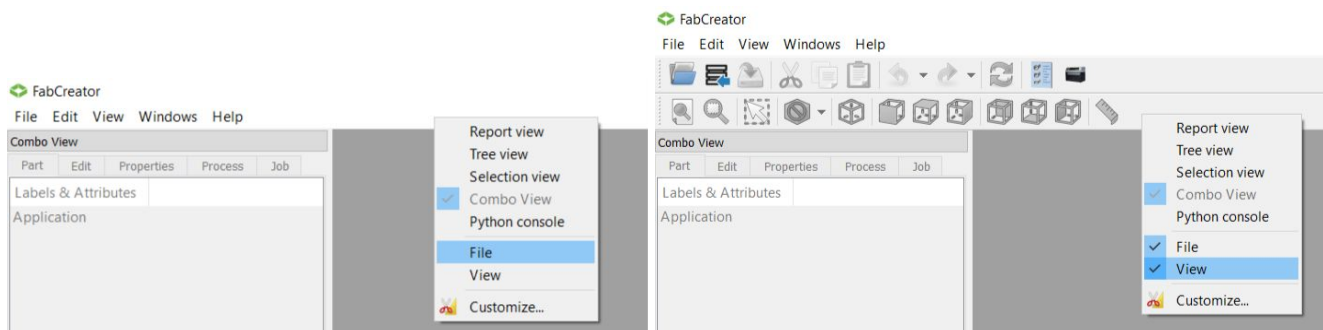 FabCreator
File Edit View Windows Help
Combo View
Part Edit Properties Process Job
Labels & Attributes
Application
Report view
Tree view
Selection view
Combo View
Python console
File
View
Customize...
FabCreator
File Edit View Windows Help
Combo View
Part Edit Properties Process Job
Labels & Attributes
Application
Report view
Tree view
Selection view
Combo View
Python console
File
View
Customize...